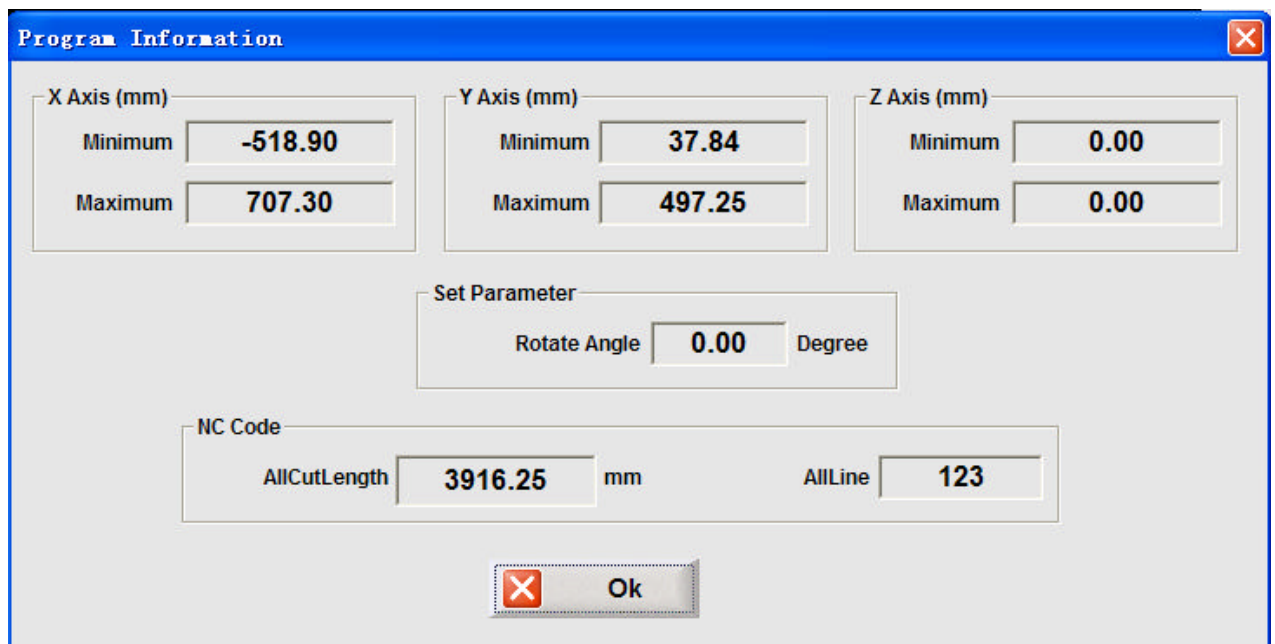 Program Information
X Axis (mm) Y Axis (mm) Z Axis (mm)
Minimum -518.90 Minimum 37.84 Minimum 0.00
Maximum 707.30 Maximum 497.25 Maximum 0.00
Set Parameter
Rotate Angle 0.00 Degree
NC Code
AllCutLength 3916.25 mm AllLine 123
Ok